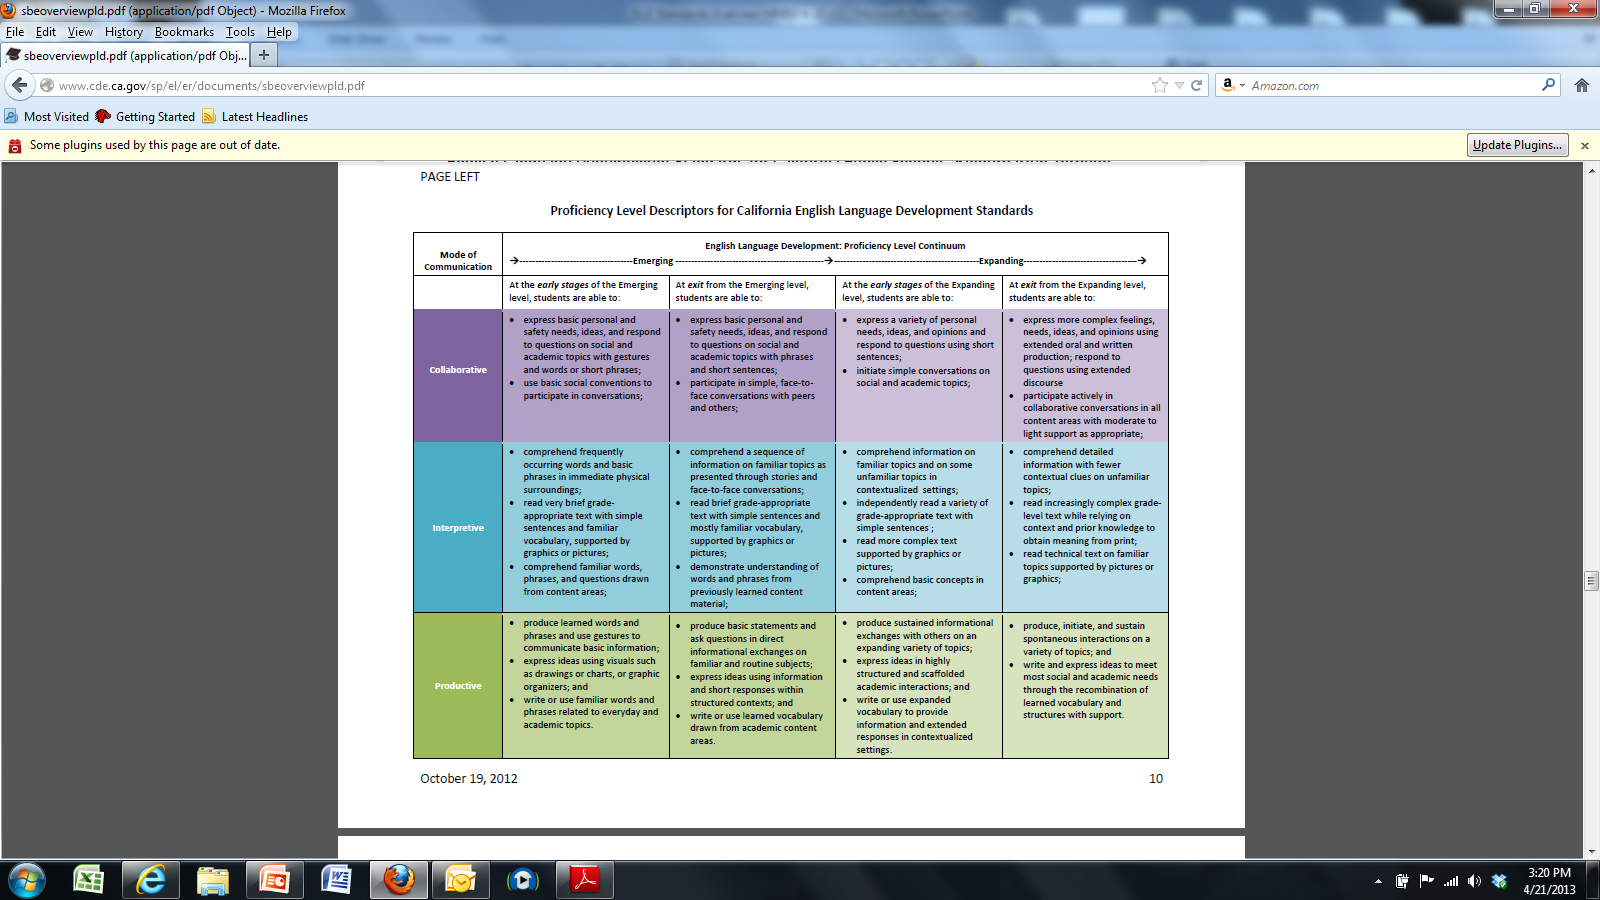 sbeoverviewpld.pdf (application/pdf Object) - Mozilla Firefox
File Edit View History Bookmarks Tools Help
sbeoverviewpld.pdf (application/pdf Obj...
www.cde.ca.gov/sp/el/er/documents/sbeoverviewpld.pdf
Amazon.com
Most Visited Getting Started Latest Headlines
Some plugins used by this page are out of date.
Update Plugins...
PAGE LEFT
Proficiency Level Descriptors for California English Language Development Standards
Mode of
Communication
English Language Development: Proficiency Level Continuum
→-----------------------------------Emerging ----------------------------------------------→---------------------------------------------Expanding-----------------------------------→
At the early stages of the Emerging
level, students are able to:
At exit from the Emerging level,
students are able to:
At the early stages of the Expanding
level, students are able to:
At exit from the Expanding level,
students are able to:
Collaborative
• express basic personal and
safety needs, ideas, and respond
to questions on social and
academic topics with gestures
and words or short phrases;
• use basic social conventions to
participate in conversations;
• express basic personal and
safety needs, ideas, and respond
to questions on social and
academic topics with phrases
and short sentences;
• participate in simple, face-to-
face conversations with peers
and others;
• express a variety of personal
needs, ideas, and opinions and
respond to questions using short
sentences;
• initiate simple conversations on
social and academic topics;
• express more complex feelings,
needs, ideas, and opinions using
extended oral and written
production; respond to
questions using extended
discourse
• participate actively in
collaborative conversations in all
content areas with moderate to
light support as appropriate;
Interpretive
• comprehend frequently
occurring words and basic
phrases in immediate physical
surroundings;
• read very brief grade-
appropriate text with simple
sentences and familiar
vocabulary, supported by
graphics or pictures;
• comprehend familiar words,
phrases, and questions drawn
from content areas;
• comprehend a sequence of
information on familiar topics as
presented through stories and
face-to-face conversations;
• read brief grade-appropriate
text with simple sentences and
mostly familiar vocabulary,
supported by graphics or
pictures;
• demonstrate understanding of
words and phrases from
previously learned content
material;
• comprehend information on
familiar topics and on some
unfamiliar topics in
contextualized settings;
• independently read a variety of
grade-appropriate text with
simple sentences ;
• read more complex text
supported by graphics or
pictures;
• comprehend basic concepts in
content areas;
• comprehend detailed
information with fewer
contextual clues on unfamiliar
topics;
• read increasingly complex grade-
level text while relying on
context and prior knowledge to
obtain meaning from print;
• read technical text on familiar
topics supported by pictures or
graphics;
Productive
• produce learned words and
phrases and use gestures to
communicate basic information;
• express ideas using visuals such
as drawings or charts, or graphic
organizers; and
• write or use familiar words and
phrases related to everyday and
academic topics.
• produce basic statements and
ask questions in direct
informational exchanges on
familiar and routine subjects;
• express ideas using information
and short responses within
structured contexts; and
• write or use learned vocabulary
drawn from academic content
areas.
• produce sustained informational
exchanges with others on an
expanding variety of topics;
• express ideas in highly
structured and scaffolded
academic interactions; and
• write or use expanded
vocabulary to provide
information and extended
responses in contextualized
settings.
• produce, initiate, and sustain
spontaneous interactions on a
variety of topics; and
• write and express ideas to meet
most social and academic needs
through the recombination of
learned vocabulary and
structures with support.
October 19, 2012 10
3:20 PM
4/21/2013